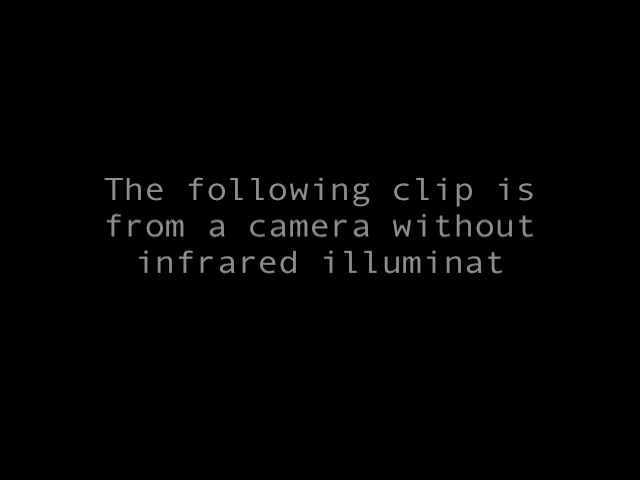 The following clip is
from a camera without
infrared illuminat